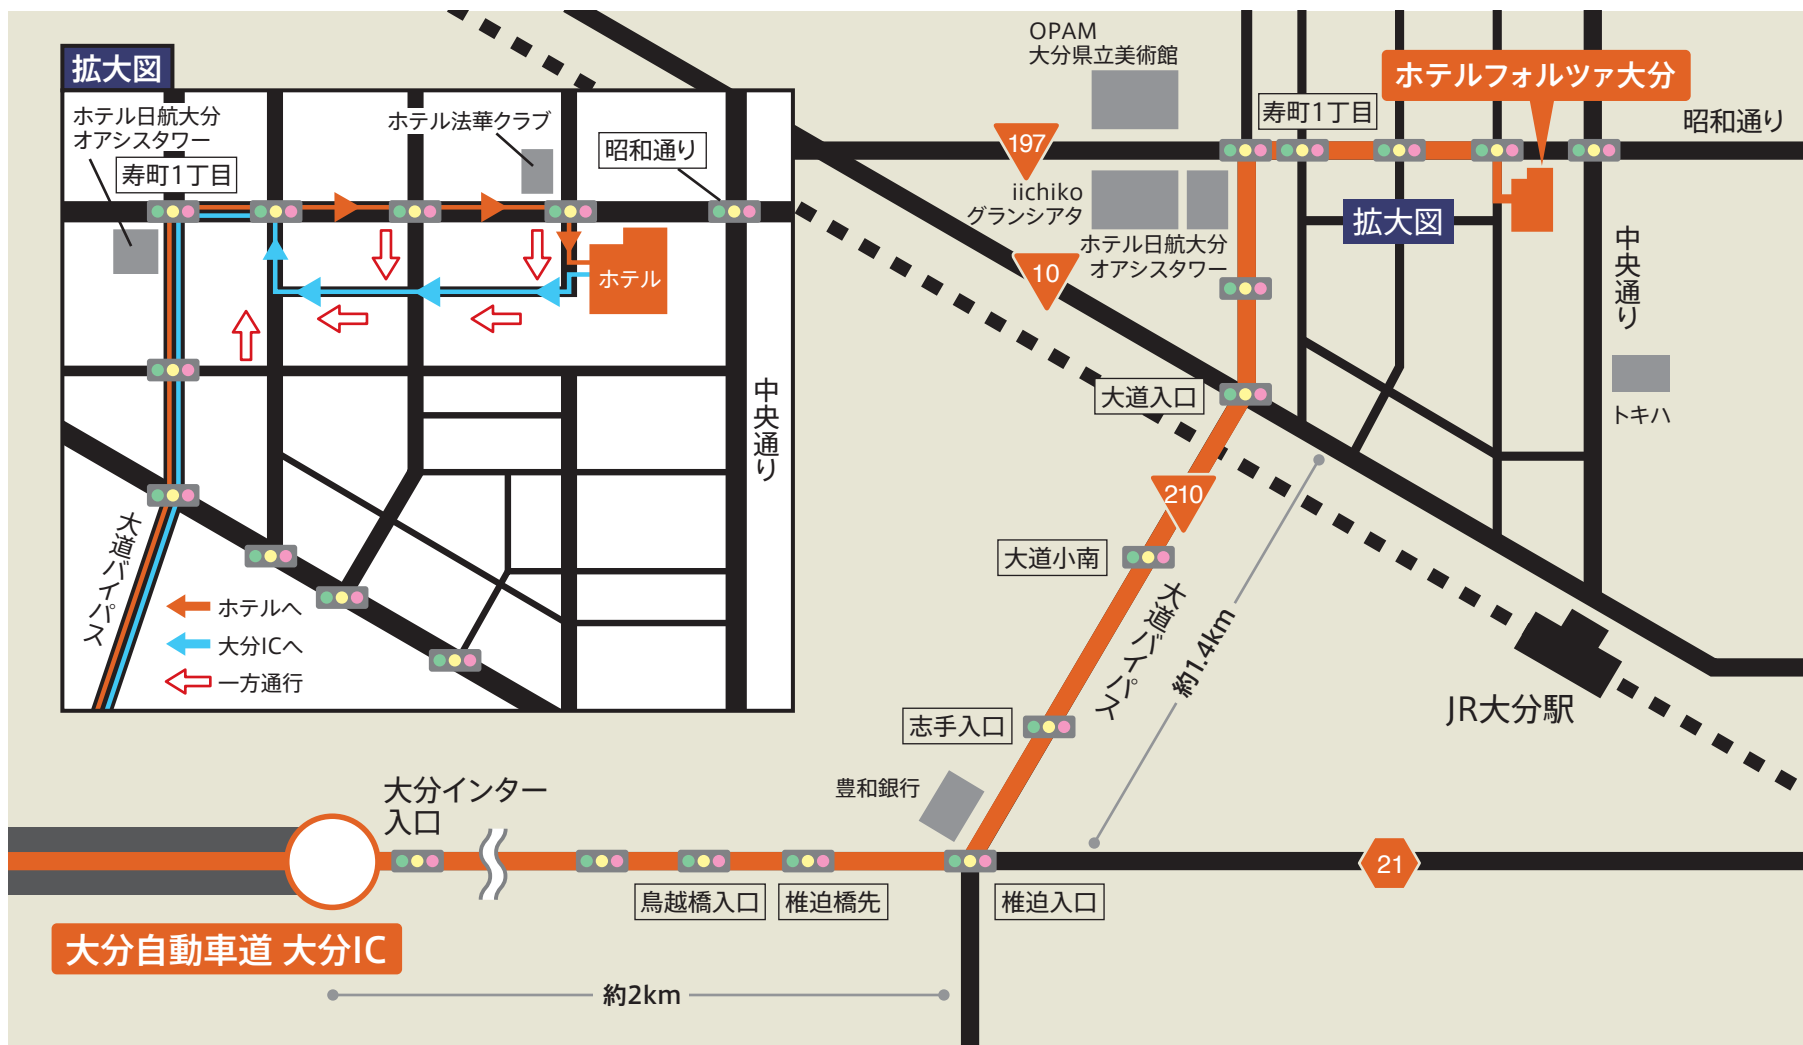 拡大図
ホテル日航大分
オアシスタワー
寿町1丁目
ホテル法華クラブ
昭和通り
ホテル
中央通り
大道バイパス
ホテルへ
大分ICへ
一方通行
OPAM
大分県立美術館
ホテルフォルツァ大分
寿町1丁目
昭和通り
197
iichiko
グランシアタ
拡大図
ホテル日航大分
オアシスタワー
10
中央通り
トキハ
大道入口
210
大道小南
大道バイパス
約1.4km
JR大分駅
志手入口
豊和銀行
大分インター
入口
21
鳥越橋入口
椎迫橋先
椎迫入口
大分自動車道 大分IC
約2km